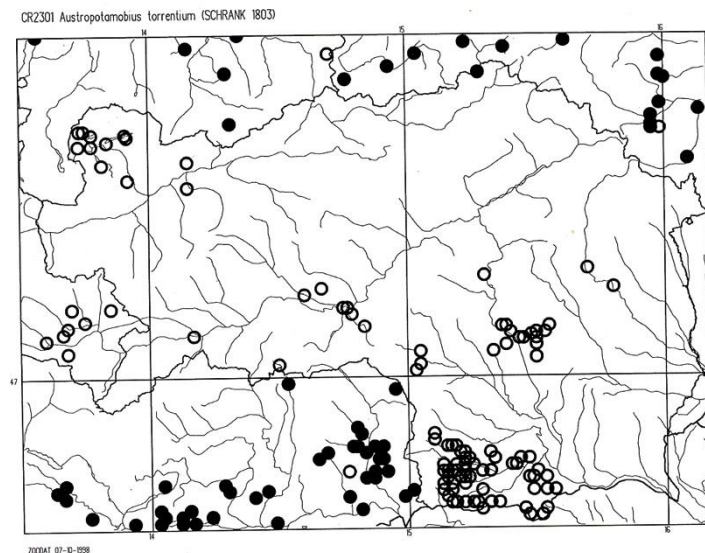 CR2301 Austropotamobius torrentium (SCHRANK 1803)
14 15 16
47
14 15 16
ZOODAT 07-10-1998